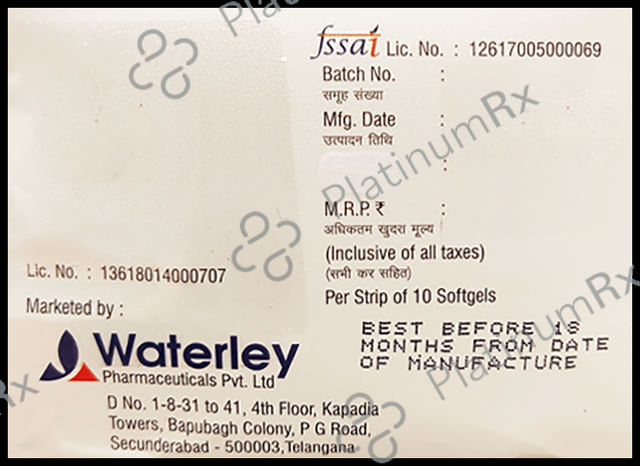 fssai Lic. No. : 12617005000069
Batch No. :
समूह संख्या
Mfg. Date :
उत्पादन तिथि
:
M.R.P. ₹ :
अधिकतम खुदरा मूल्य
(Inclusive of all taxes)
(सभी कर सहित)
Per Strip of 10 Softgels
BEST BEFORE 18
MONTHS FROM DATE
OF MANUFACTURE
Lic. No. : 13618014000707
Marketed by :
Waterley
Pharmaceuticals Pvt. Ltd
D No. 1-8-31 to 41, 4th Floor, Kapadia
Towers, Bapubagh Colony, P G Road,
Secunderabad - 500003,Telangana
PlatinumRx
PlatinumRx
PlatinumRx
Rx